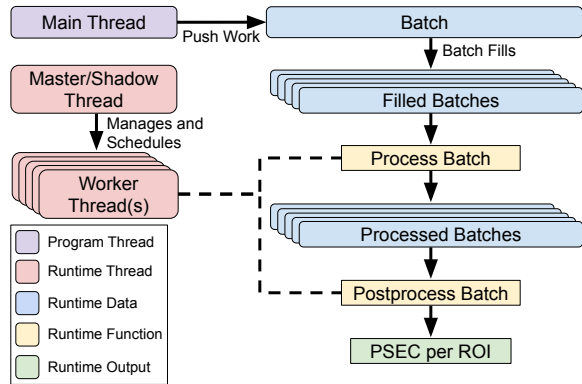 Main Thread
Push Work
Batch
Batch Fills
Master/Shadow
Thread
Filled Batches
Manages and
Schedules
Process Batch
Worker
Thread(s)
Processed Batches
Program Thread
Runtime Thread
Runtime Data
Postprocess Batch
Runtime Function
PSEC per ROI
Runtime Output